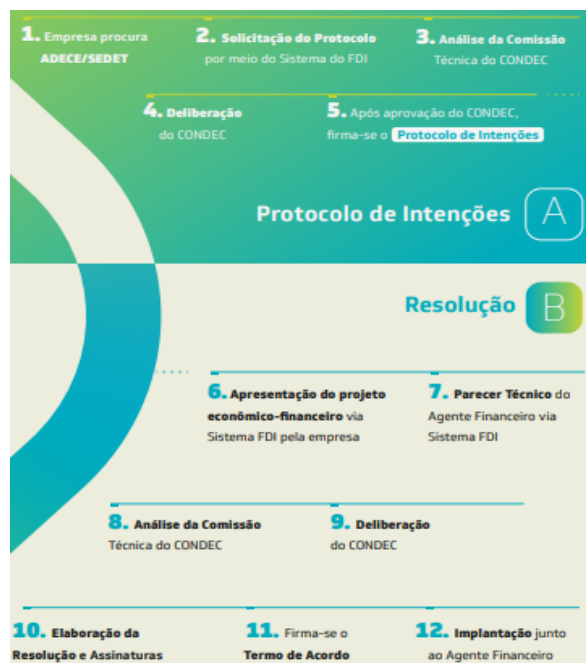 1. Empresa procura
ADECE/SEDET
2. Solicitação do Protocolo
por meio do Sistema do FDI
3. Análise da Comissão
Técnica do CONDEC
4. Deliberação
do CONDEC
5. Após aprovação do CONDEC,
firma-se o Protocolo de Intenções
Protocolo de Intenções A
Resolução B
6. Apresentação do projeto
econômico-financeiro via
Sistema FDI pela empresa
7. Parecer Técnico do
Agente Financeiro via
Sistema FDI
8. Análise da Comissão
Técnica do CONDEC
9. Deliberação
do CONDEC
10. Elaboração da
Resolução e Assinaturas
11. Firma-se o
Termo de Acordo
12. Implantação junto
ao Agente Financeiro